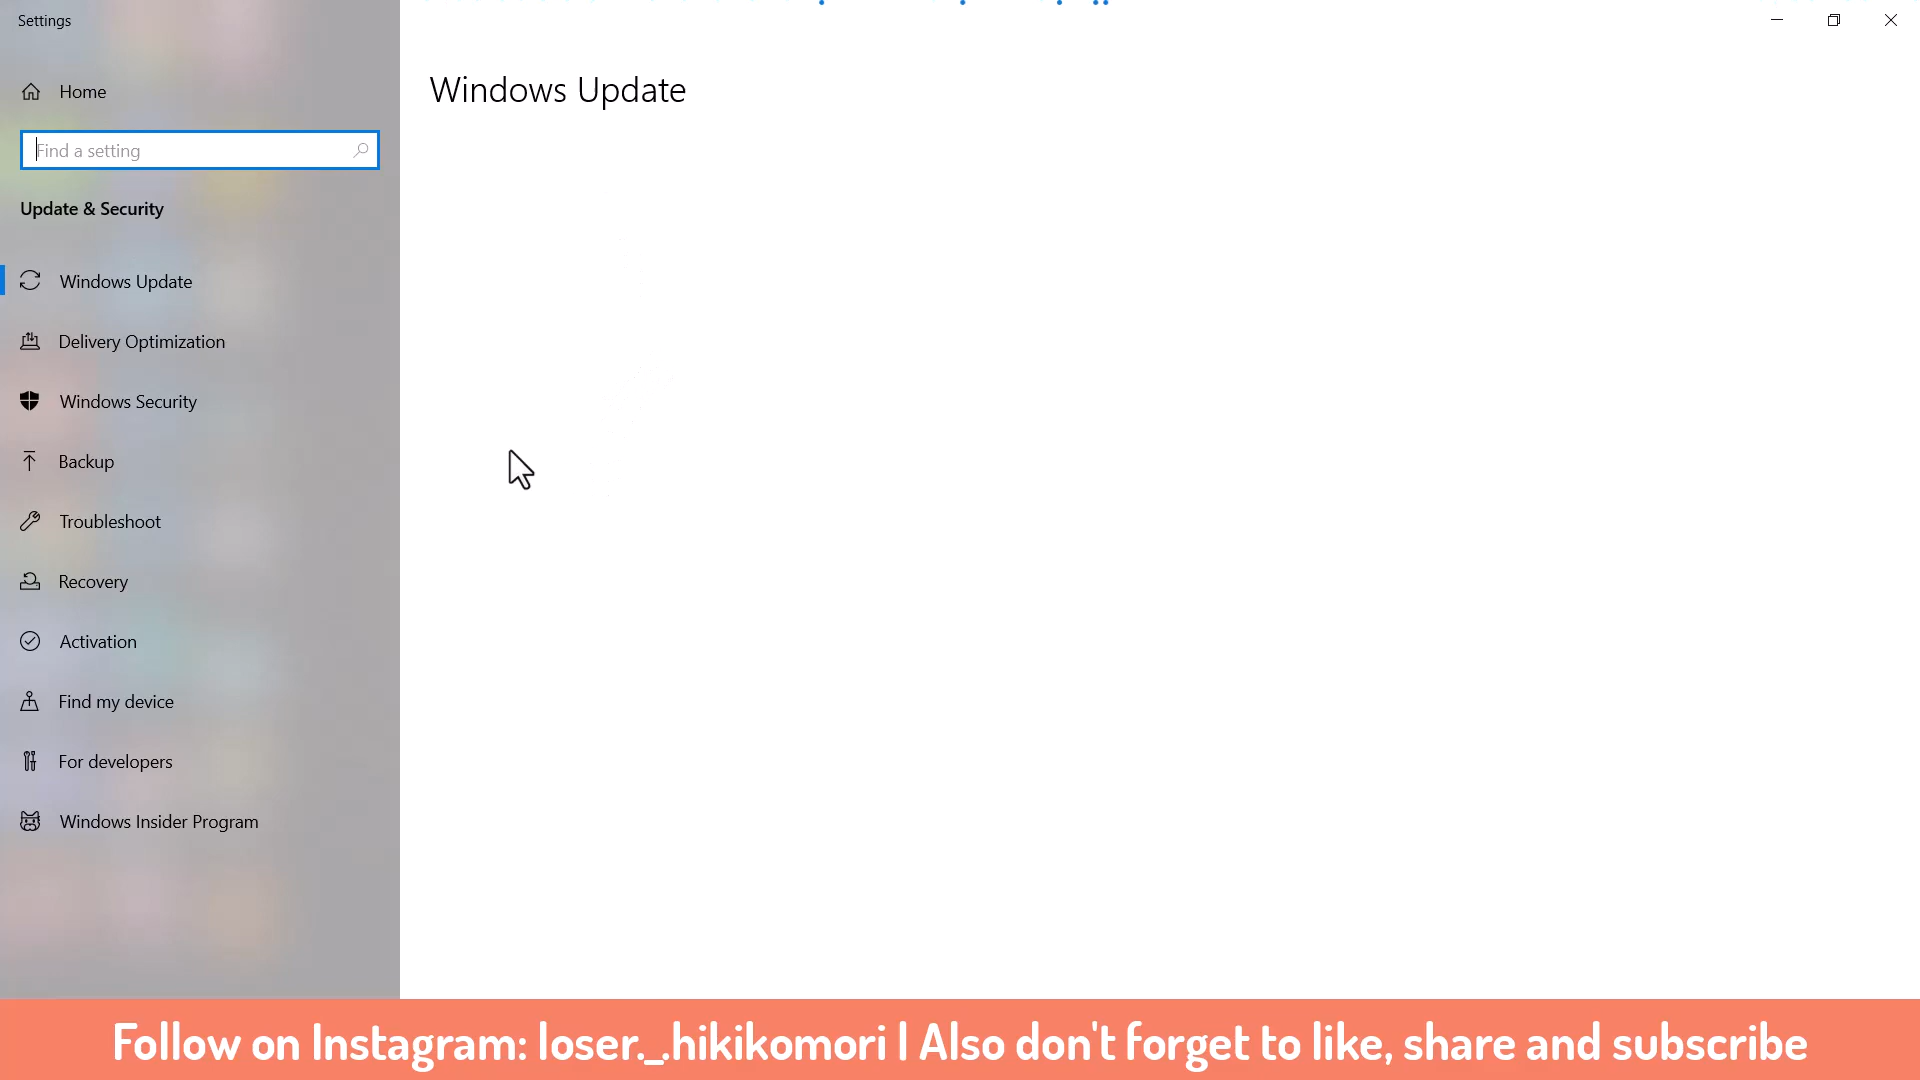 Settings
Home
Find a setting
Update & Security
Windows Update
Delivery Optimization
Windows Security
Backup
Troubleshoot
Recovery
Activation
Find my device
For developers
Windows Insider Program
Windows Update
Follow on Instagram: loser._.hikikomori | Also don't forget to like, share and subscribe